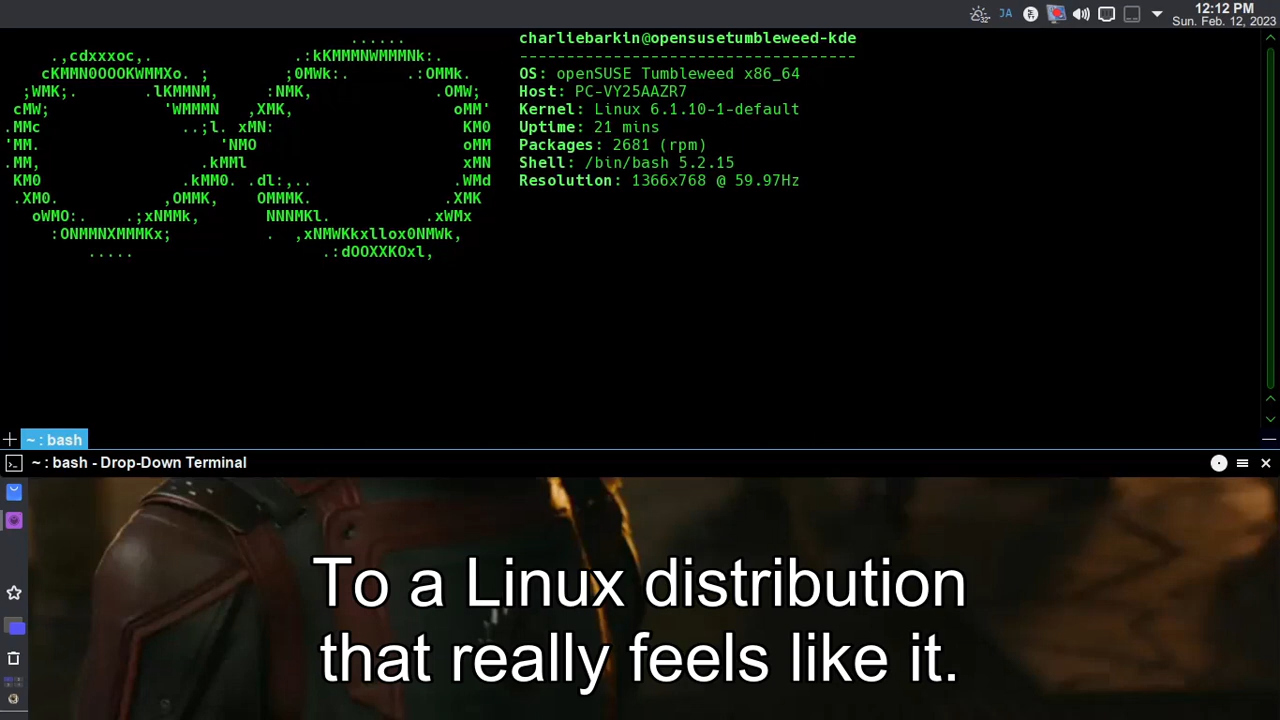 12:12 PM
JA
32
Sun. Feb. 12, 2023
charliebarkin@opensusetumbleweed-kde
------------------------------------
OS: openSUSE Tumbleweed x86_64
Host: PC-VY25AAZR7
Kernel: Linux 6.1.10-1-default
Uptime: 21 mins
Packages: 2681 (rpm)
Shell: /bin/bash 5.2.15
Resolution: 1366x768 @ 59.97Hz
~ : bash
~ : bash - Drop-Down Terminal
To a Linux distribution
that really feels like it.